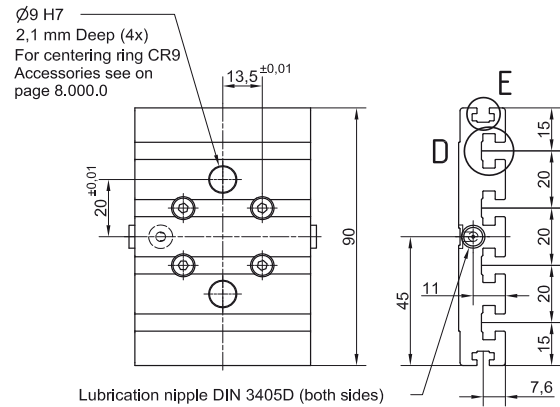 Ø9 H7
2,1 mm Deep (4x)
For centering ring CR9
Accessories see on
page 8.000.0
13,5 ±0,01
20 ±0,01
90
E
D
15
20
20
20
15
45
11
7,6
Lubrication nipple DIN 3405D (both sides)